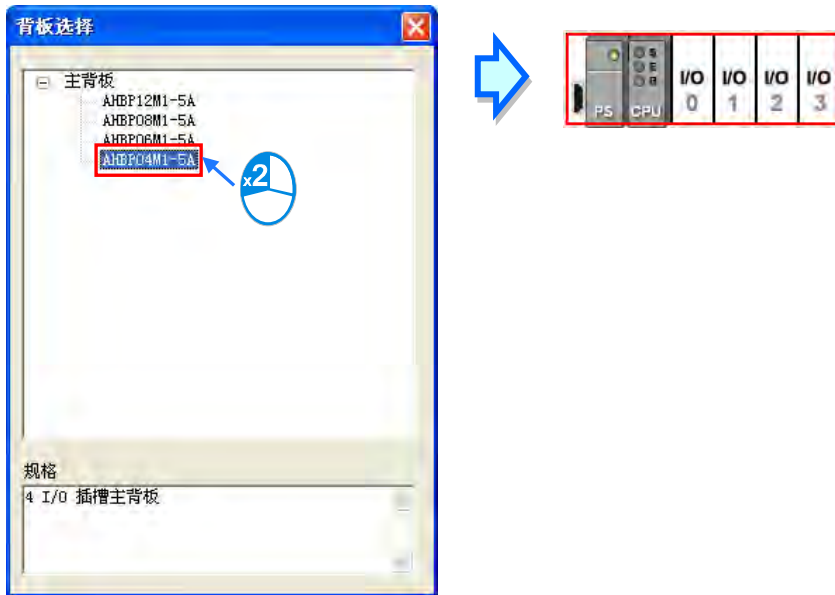 背板选择
主背板
AHBP12M1-5A
AHBP08M1-5A
AHBP06M1-5A
AHBP04M1-5A
x2
规格
4 I/O 插槽主背板
PS CPU I/O 0 I/O 1 I/O 2 I/O 3